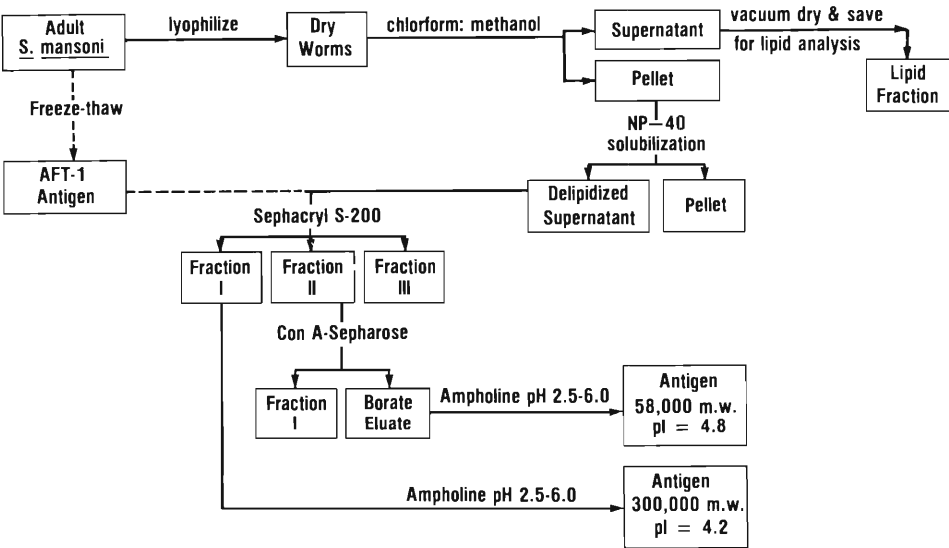 Adult
S. mansoni
lyophilize
Dry
Worms
chlorform: methanol
Supernatant
vacuum dry & save
for lipid analysis
Lipid
Fraction
Pellet
Freeze-thaw
NP–40
solubilization
AFT-1
Antigen
Delipidized
Supernatant
Pellet
Sephacryl S-200
Fraction
I
Fraction
II
Fraction
III
Con A-Sepharose
Fraction
I
Borate
Eluate
Ampholine pH 2.5-6.0
Antigen
58,000 m.w.
pI = 4.8
Ampholine pH 2.5-6.0
Antigen
300,000 m.w.
pI = 4.2